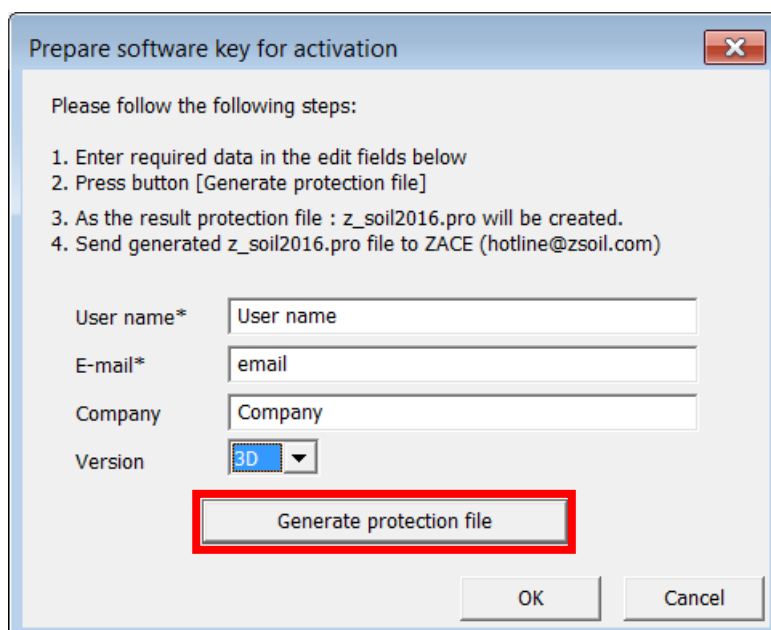 Prepare software key for activation
Please follow the following steps:
1. Enter required data in the edit fields below
2. Press button [Generate protection file]
3. As the result protection file : z_soil2016.pro will be created.
4. Send generated z_soil2016.pro file to ZACE (hotline@zsoil.com)
User name* User name
E-mail* email
Company Company
Version 3D
Generate protection file
OK Cancel